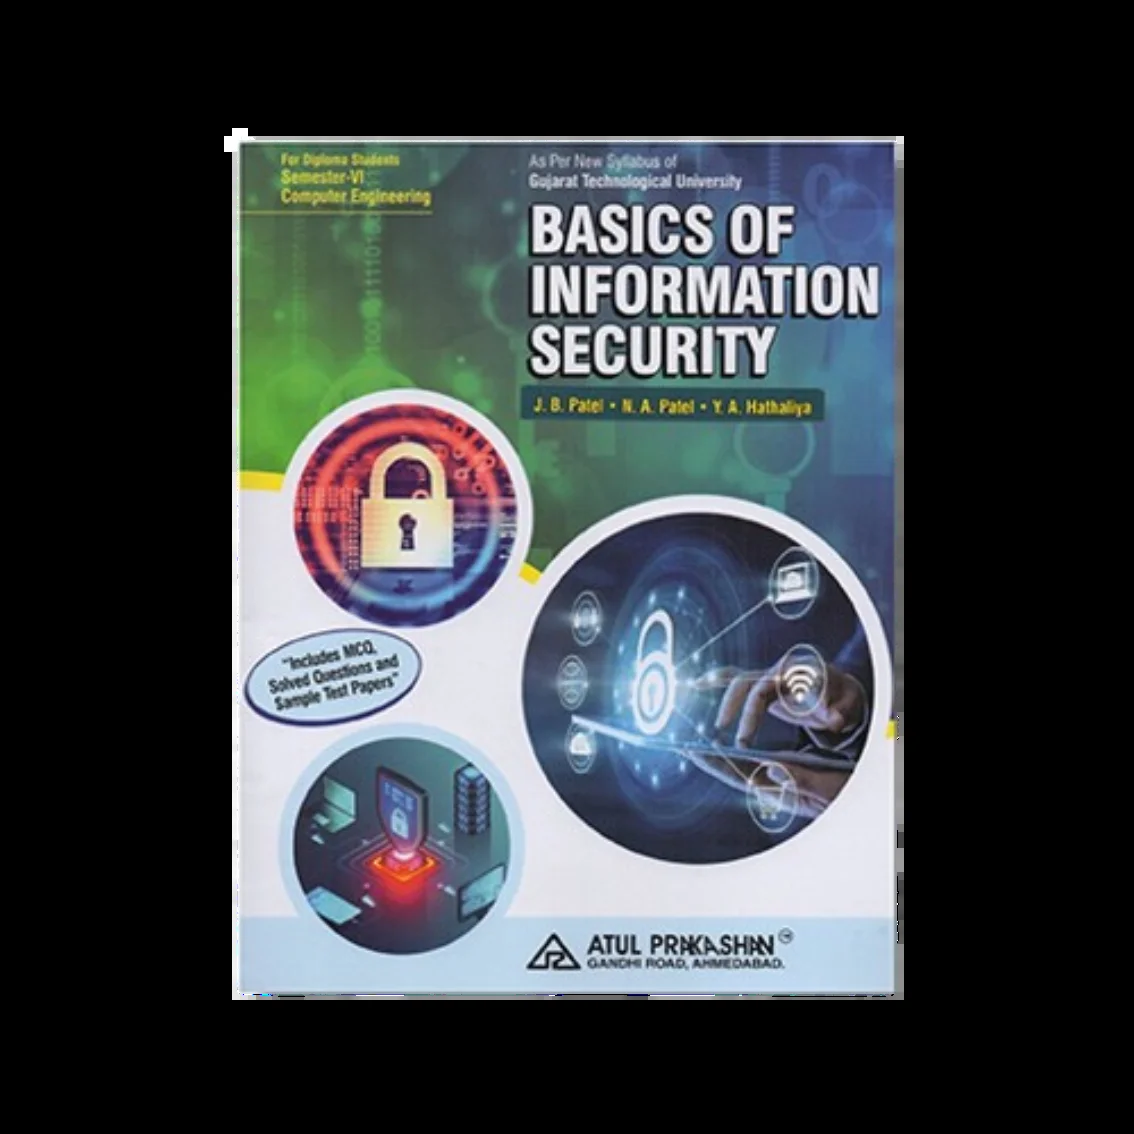 For Diploma Students
Semester-VI
Computer Engineering
As Per New Syllabus of
Gujarat Technological University
BASICS OF
INFORMATION
SECURITY
J. B. Patel • N. A. Patel • Y. A. Hathaliya
"Includes MCQ,
Solved Questions and
Sample Test Papers"
ATUL PRAKASHAN
GANDHI ROAD, AHMEDABAD.